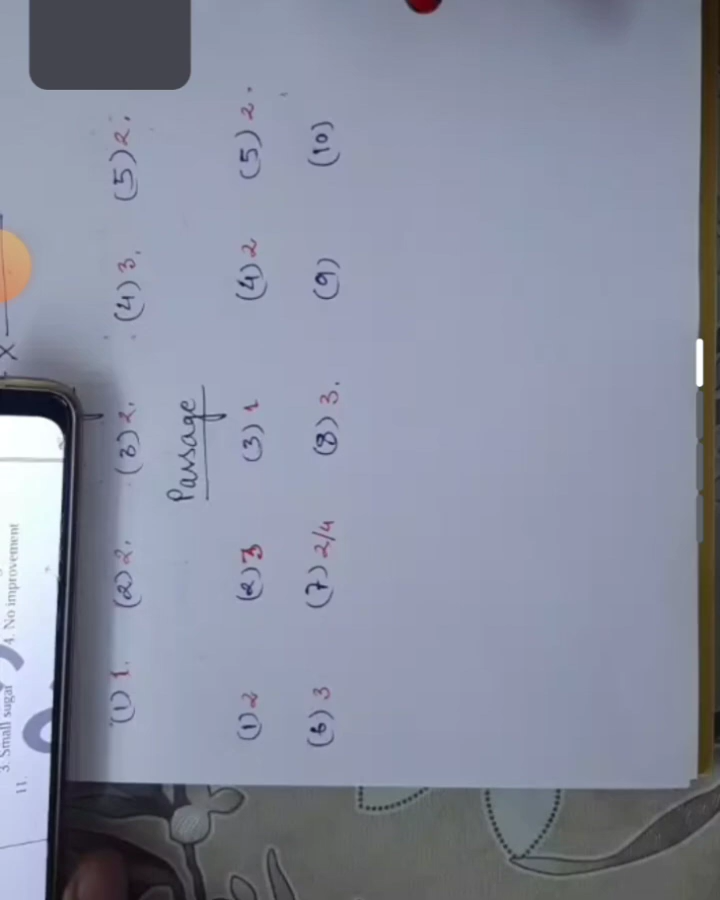 3. Small sugar 4. No improvement
11.
X
(1) 1. (2) 2. (3) 2. (4) 3. (5) 2.
Passage
(1) 2 (2) 3 (3) 1 (4) 2 (5) 2.
(6) 3 (7) 2/4 (8) 3. (9) (10)